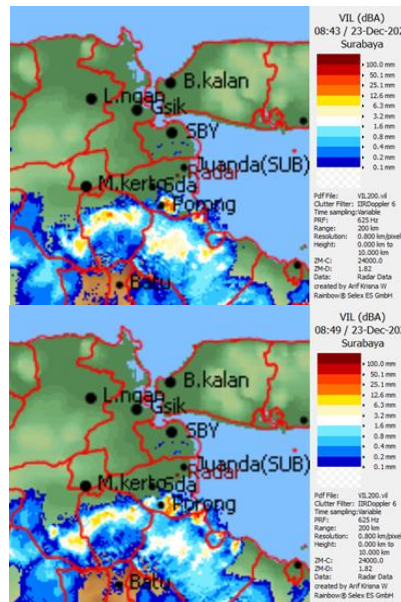 VIL (dBA)
08:43 / 23-Dec-202
Surabaya
100.0 mm
50.1 mm
25.1 mm
12.6 mm
6.3 mm
3.2 mm
1.6 mm
0.8 mm
0.4 mm
0.2 mm
0.1 mm
Pdf File: VIL200.vil
Clutter Filter: IIRDoppler 6
Time sampling:Variable
PRF: 625 Hz
Range: 200 km
Resolution: 0.800 km/pixel
Height: 0.000 km to
10.000 km
ZM-C: 24000.0
ZM-D: 1.82
Data: Radar Data
created by Arif Krisna W
Rainbow® Selex ES GmbH
B.kalan
L.ngan
Gsik
SBY
Juanda(SUB)
Radar
M.kerto
Sda
Porong
Batu
VIL (dBA)
08:49 / 23-Dec-202
Surabaya
100.0 mm
50.1 mm
25.1 mm
12.6 mm
6.3 mm
3.2 mm
1.6 mm
0.8 mm
0.4 mm
0.2 mm
0.1 mm
Pdf File: VIL200.vil
Clutter Filter: IIRDoppler 6
Time sampling:Variable
PRF: 625 Hz
Range: 200 km
Resolution: 0.800 km/pixel
Height: 0.000 km to
10.000 km
ZM-C: 24000.0
ZM-D: 1.82
Data: Radar Data
created by Arif Krisna W
Rainbow® Selex ES GmbH
B.kalan
L.ngan
Gsik
SBY
Juanda(SUB)
Radar
M.kerto
Sda
Porong
Batu